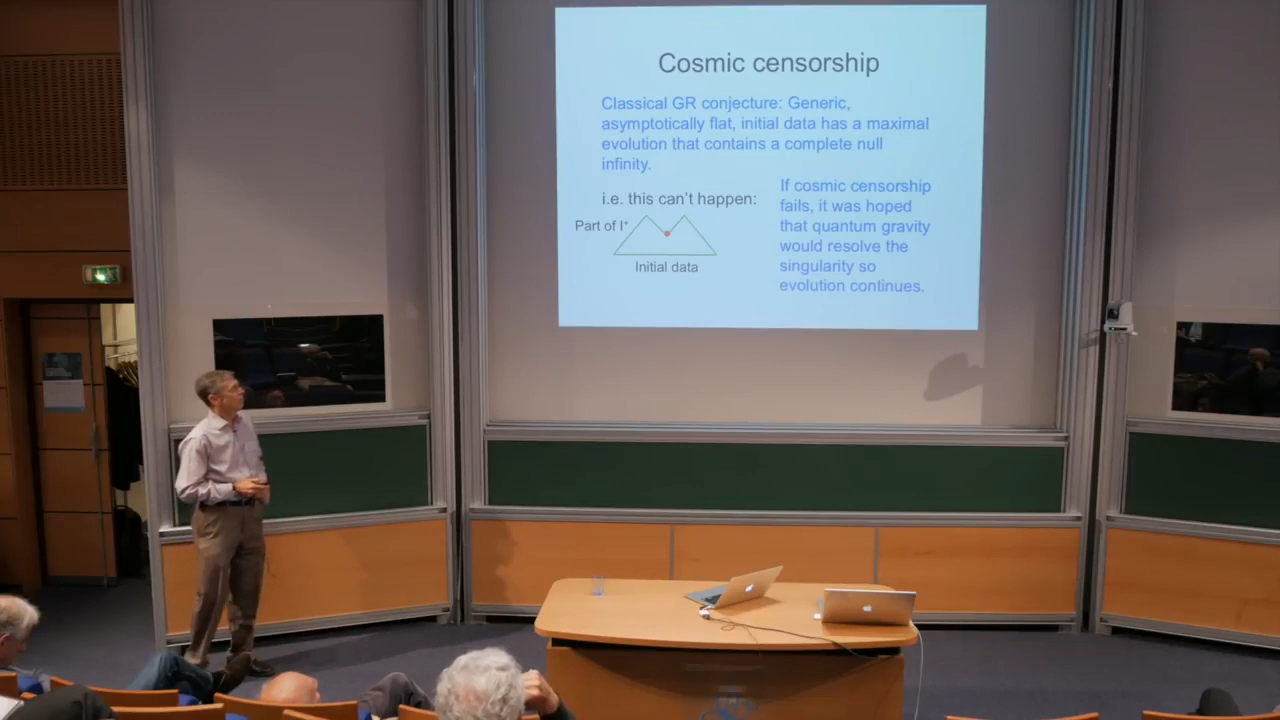 Cosmic censorship
Classical GR conjecture: Generic,
asymptotically flat, initial data has a maximal
evolution that contains a complete null
infinity.
i.e. this can't happen:
Part of I⁺
Initial data
If cosmic censorship
fails, it was hoped
that quantum gravity
would resolve the
singularity so
evolution continues.